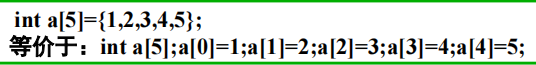 int a[5]={1,2,3,4,5};
等价于：int a[5];a[0]=1;a[1]=2;a[2]=3;a[3]=4;a[4]=5;